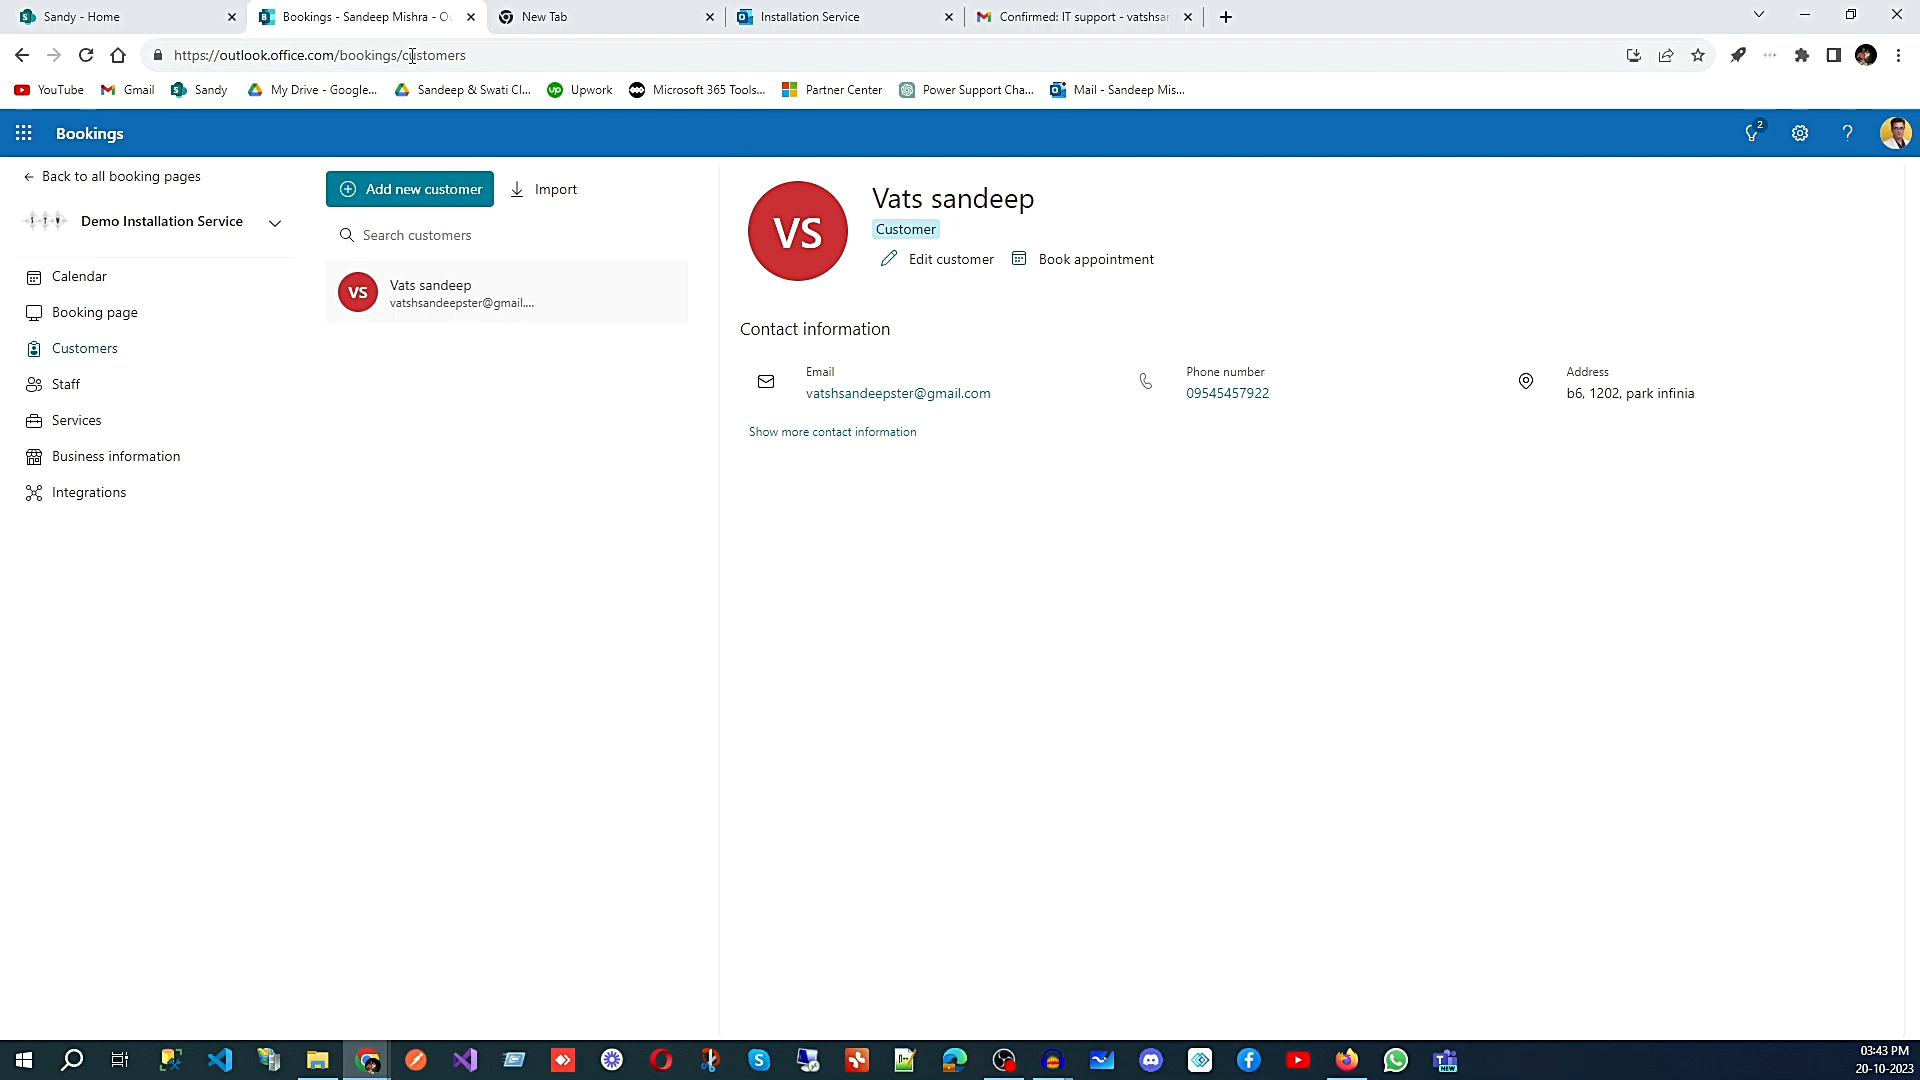 Sandy - Home
Bookings - Sandeep Mishra - Ou
New Tab
Installation Service
Confirmed: IT support - vatshsar
https://outlook.office.com/bookings/customers
YouTube
Gmail
Sandy
My Drive - Google...
Sandeep & Swati Cl...
Upwork
Microsoft 365 Tools...
Partner Center
Power Support Cha...
Mail - Sandeep Mis...
Bookings
2
Back to all booking pages
Demo Installation Service
Calendar
Booking page
Customers
Staff
Services
Business information
Integrations
Add new customer
Import
Search customers
VS
Vats sandeep
vatshsandeepster@gmail....
VS
Vats sandeep
Customer
Edit customer
Book appointment
Contact information
Email
vatshsandeepster@gmail.com
Phone number
09545457922
Address
b6, 1202, park infinia
Show more contact information
03:43 PM
20-10-2023